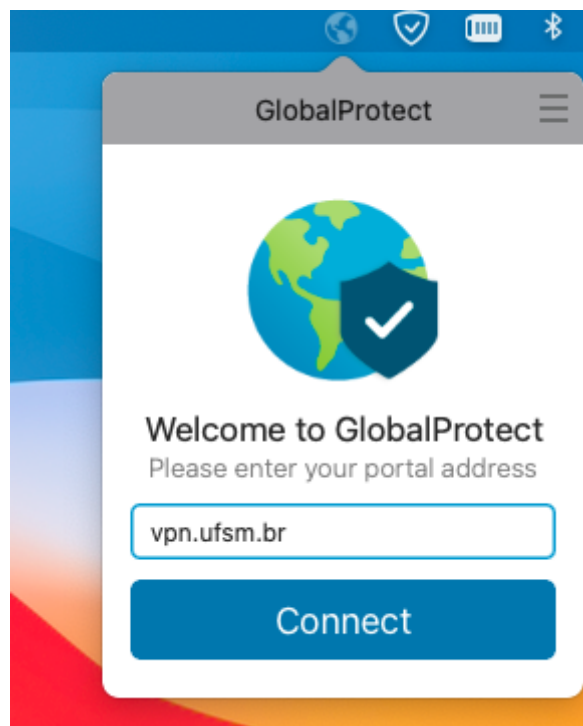 GlobalProtect
Welcome to GlobalProtect
Please enter your portal address
vpn.ufsm.br
Connect